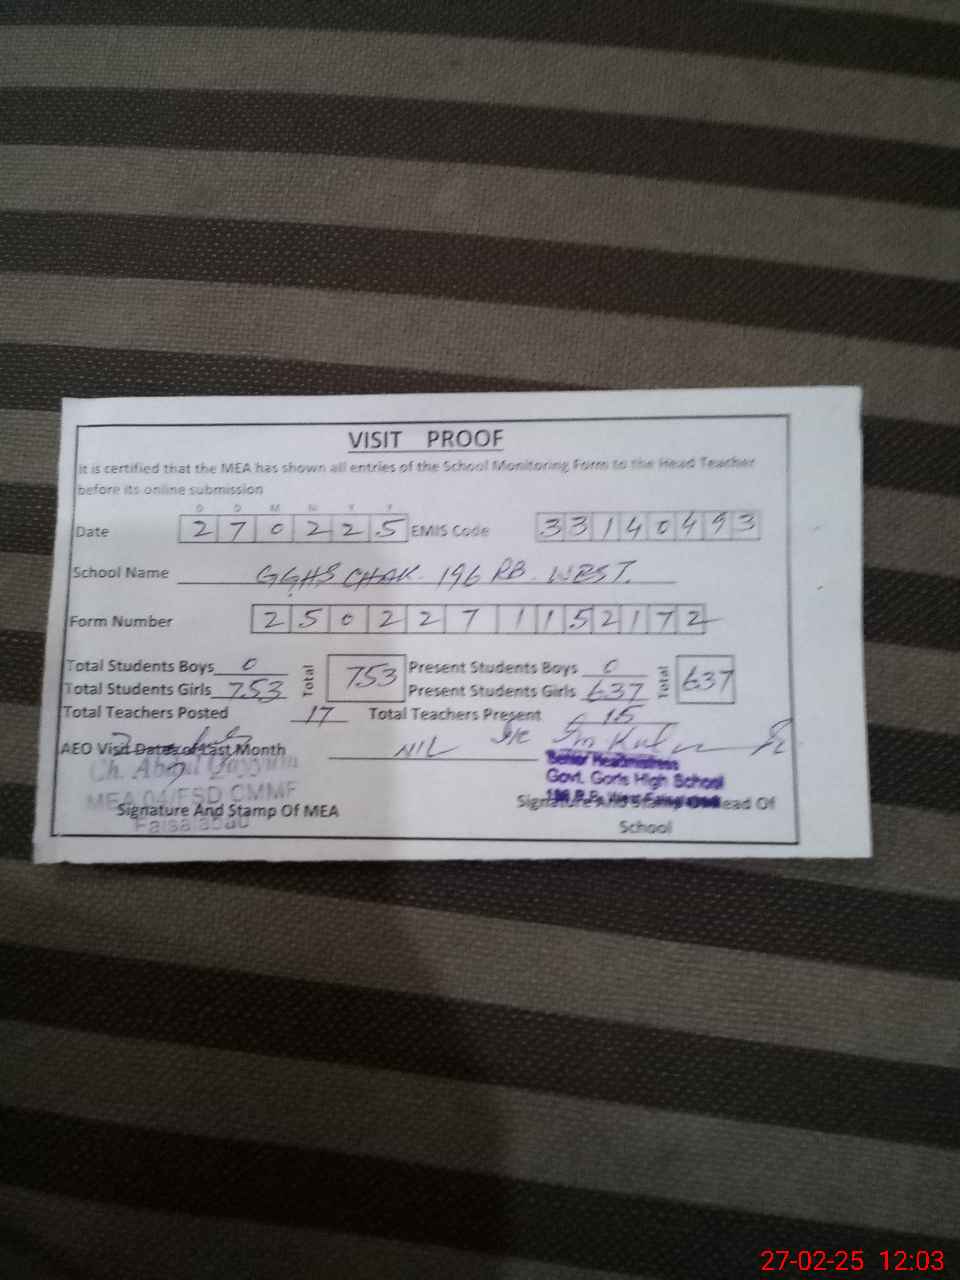 VISIT PROOF
It is certified that the MEA has shown all entries of the School Monitoring Form to the Head Teacher
before its online submission
D D M M Y Y
Date 2 7 0 2 2 5 EMIS Code 3 3 1 4 0 4 9 3
School Name GGHS CHAK. 196 RB. WEST.
Form Number 2 5 0 2 2 7 1 1 5 2 1 7 2
Total Students Boys 0 Total 753 Present Students Boys 0 Total 637
Total Students Girls 753 Present Students Girls 637
Total Teachers Posted 17 Total Teachers Present 15
AEO Visit Dates of Last Month NIL
Ch. Abdul Qayyum
MEA 04/FSD CMMF
Faisalabad
Signature And Stamp Of MEA
Senior Headmistress
Govt. Gorls High School
196 R.B. West Faisalabad
Signature And Stamp Of Head Of
School
27-02-25 12:03